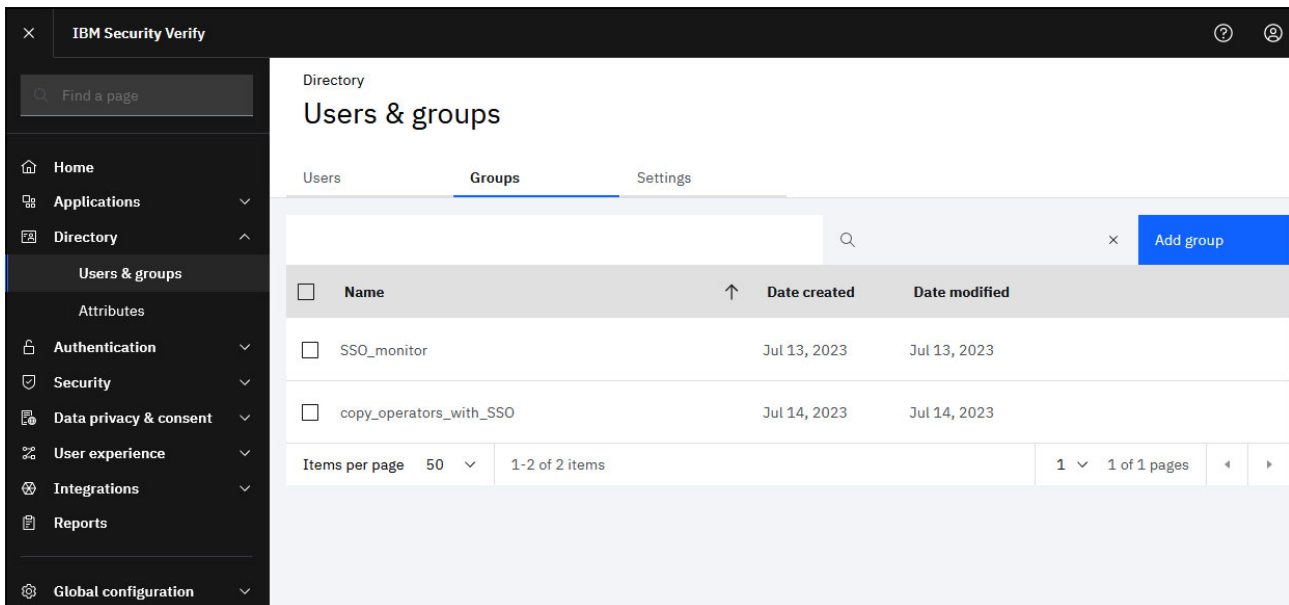 IBM Security Verify
Find a page
Home
Applications
Directory
Users & groups
Attributes
Authentication
Security
Data privacy & consent
User experience
Integrations
Reports
Global configuration
Directory
Users & groups
Users Groups Settings
Add group
Name Date created Date modified
SSO_monitor Jul 13, 2023 Jul 13, 2023
copy_operators_with_SSO Jul 14, 2023 Jul 14, 2023
Items per page 50 1-2 of 2 items 1 1 of 1 pages